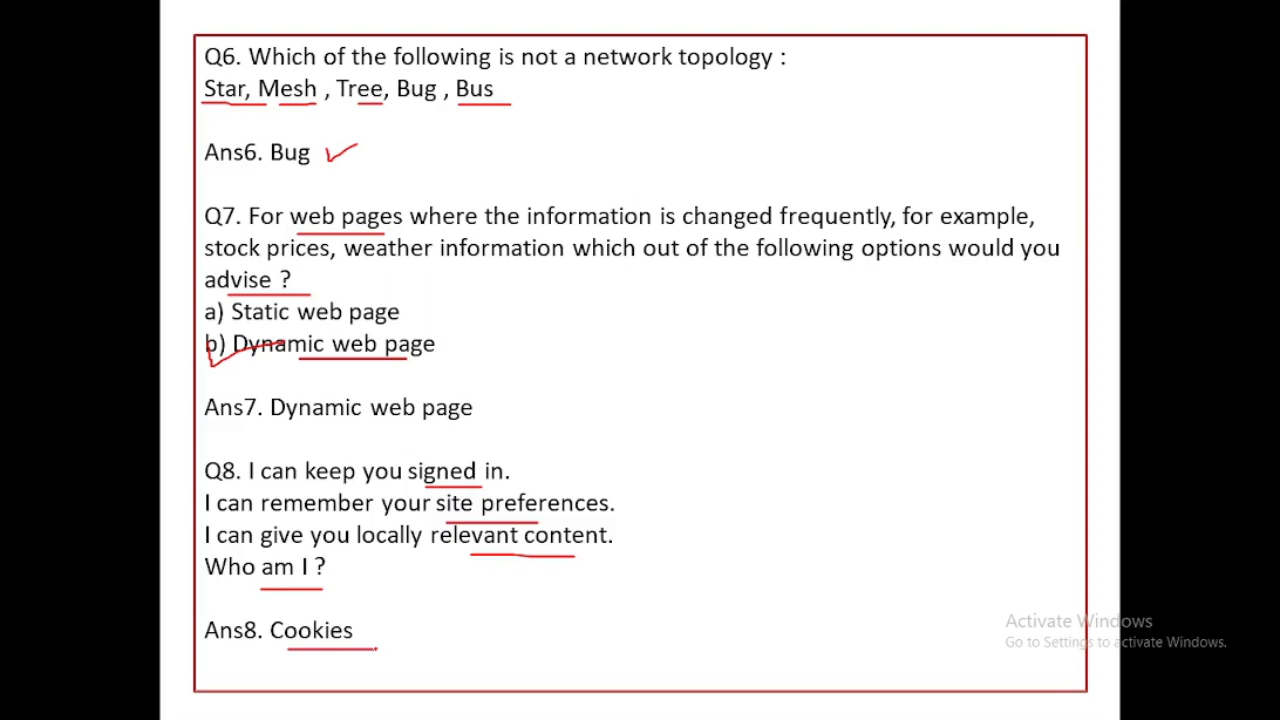 Q6. Which of the following is not a network topology :
Star, Mesh , Tree, Bug , Bus
Ans6. Bug
Q7. For web pages where the information is changed frequently, for example,
stock prices, weather information which out of the following options would you
advise ?
a) Static web page
b) Dynamic web page
Ans7. Dynamic web page
Q8. I can keep you signed in.
I can remember your site preferences.
I can give you locally relevant content.
Who am I ?
Ans8. Cookies
Activate Windows
Go to Settings to activate Windows.